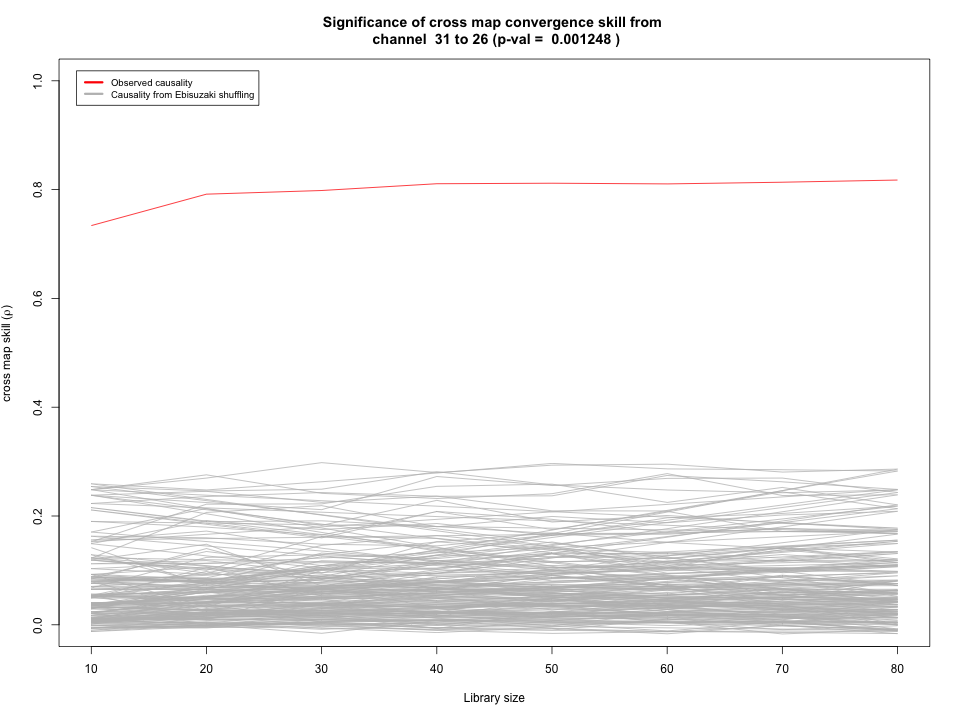 Significance of cross map convergence skill from
channel  31 to 26 (p-val =  0.001248 )
Observed causality
Causality from Ebisuzaki shuffling
cross map skill (ρ)
1.0
0.8
0.6
0.4
0.2
0.0
10 20 30 40 50 60 70 80
Library size